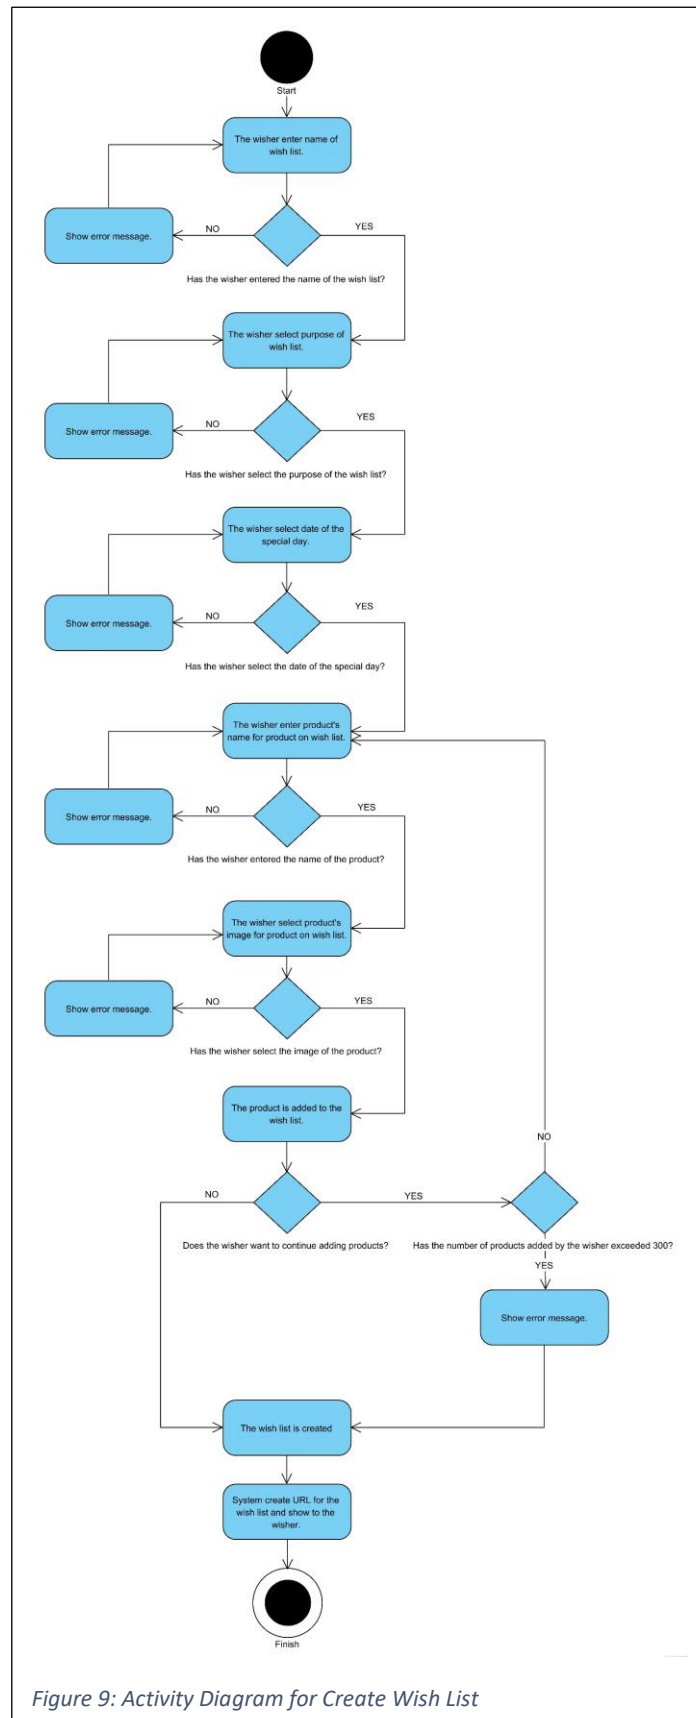 Start
The wisher enter name of
wish list.
Show error message.
NO
YES
Has the wisher entered the name of the wish list?
The wisher select purpose of
wish list.
Show error message.
NO
YES
Has the wisher select the purpose of the wish list?
The wisher select date of the
special day.
Show error message.
NO
YES
Has the wisher select the date of the special day?
The wisher enter product's
name for product on wish list.
Show error message.
NO
YES
Has the wisher entered the name of the product?
The wisher select product's
image for product on wish list.
Show error message.
NO
YES
Has the wisher select the image of the product?
The product is added to the
wish list.
NO
NO
YES
Does the wisher want to continue adding products?
Has the number of products added by the wisher exceeded 300?
YES
Show error message.
The wish list is created
System create URL for the
wish list and show to the
wisher.
Finish
Figure 9: Activity Diagram for Create Wish List